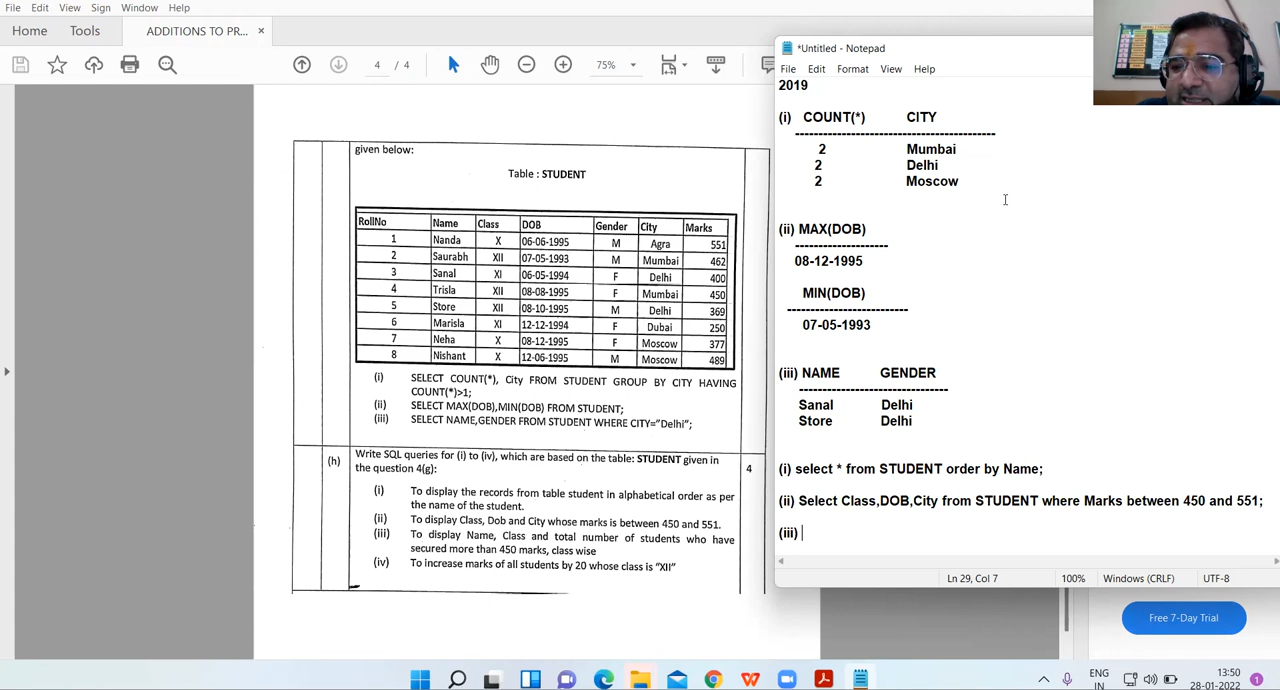 File Edit View Sign Window Help
Home Tools ADDITIONS TO PR... ×
4 / 4 75%
given below:
Table : STUDENT
RollNo Name Class DOB Gender City Marks
1 Nanda X 06-06-1995 M Agra 551
2 Saurabh XII 07-05-1993 M Mumbai 462
3 Sanal XI 06-05-1994 F Delhi 400
4 Trisla XII 08-08-1995 F Mumbai 450
5 Store XII 08-10-1995 M Delhi 369
6 Marisla XI 12-12-1994 F Dubai 250
7 Neha X 08-12-1995 F Moscow 377
8 Nishant X 12-06-1995 M Moscow 489
(i) SELECT COUNT(*), City FROM STUDENT GROUP BY CITY HAVING
COUNT(*)>1;
(ii) SELECT MAX(DOB),MIN(DOB) FROM STUDENT;
(iii) SELECT NAME,GENDER FROM STUDENT WHERE CITY="Delhi";
(h) Write SQL queries for (i) to (iv), which are based on the table: STUDENT given in 4
the question 4(g):
(i) To display the records from table student in alphabetical order as per
the name of the student.
(ii) To display Class, Dob and City whose marks is between 450 and 551.
(iii) To display Name, Class and total number of students who have
secured more than 450 marks, class wise
(iv) To increase marks of all students by 20 whose class is "XII"
*Untitled - Notepad
File Edit Format View Help
2019
(i) COUNT(*) CITY
---------------------------------------------
2 Mumbai
2 Delhi
2 Moscow
(ii) MAX(DOB)
--------------------
08-12-1995
MIN(DOB)
--------------------------
07-05-1993
(iii) NAME GENDER
--------------------------------
Sanal Delhi
Store Delhi
(i) select * from STUDENT order by Name;
(ii) Select Class,DOB,City from STUDENT where Marks between 450 and 551;
(iii)
Ln 29, Col 7 100% Windows (CRLF) UTF-8
Free 7-Day Trial
ENG
IN
13:50
28-01-2022
1